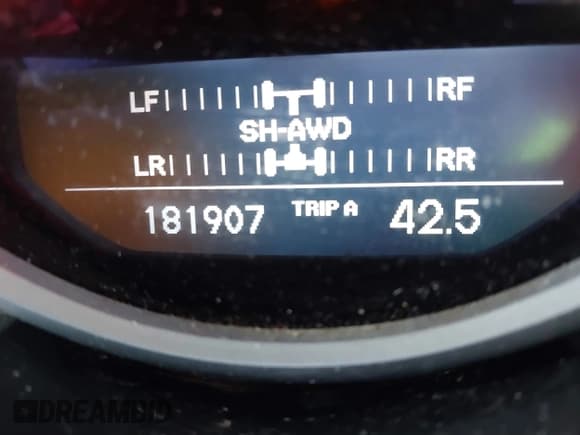 LF RF
SH-AWD
LR RR
181907 TRIP A 42.5
DREAMBID